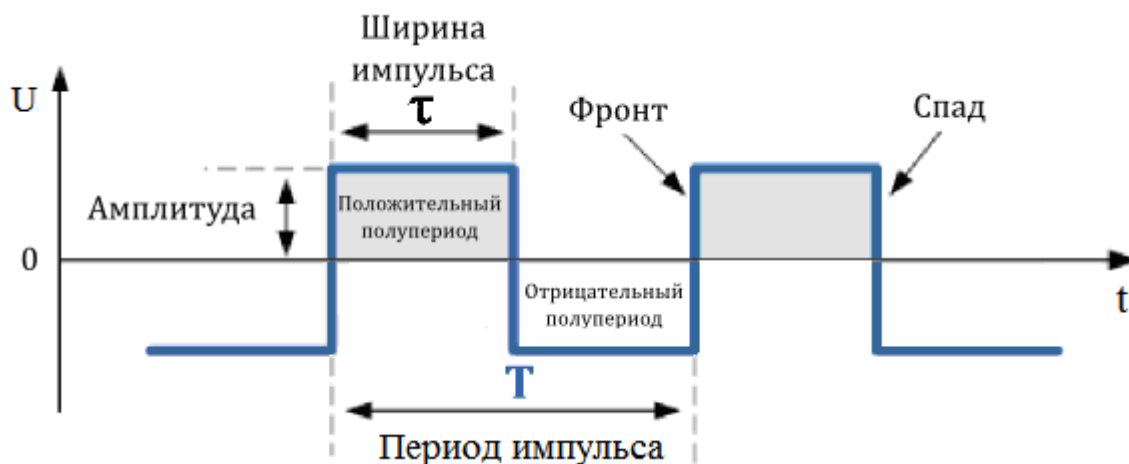 Ширина
импульса
τ
U
Фронт
Спад
Амплитуда
Положительный
полупериод
0
Отрицательный
полупериод
t
T
Период импульса